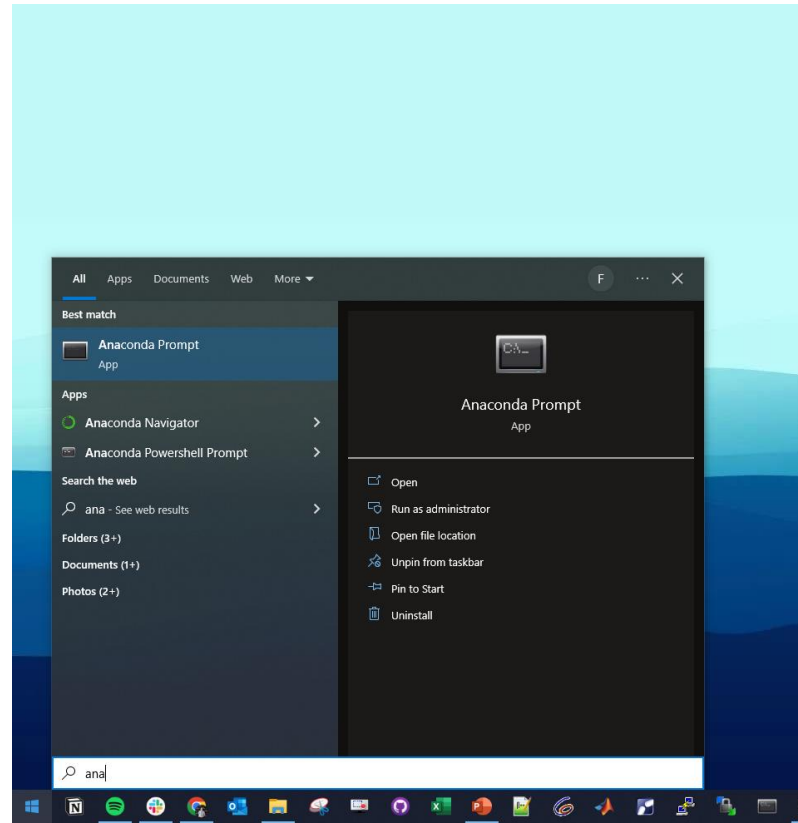 All Apps Documents Web More
F ...
Best match
Anaconda Prompt
App
Apps
Anaconda Navigator
Anaconda Powershell Prompt
Search the web
ana - See web results
Folders (3+)
Documents (1+)
Photos (2+)
C:\_
Anaconda Prompt
App
Open
Run as administrator
Open file location
Unpin from taskbar
Pin to Start
Uninstall
ana